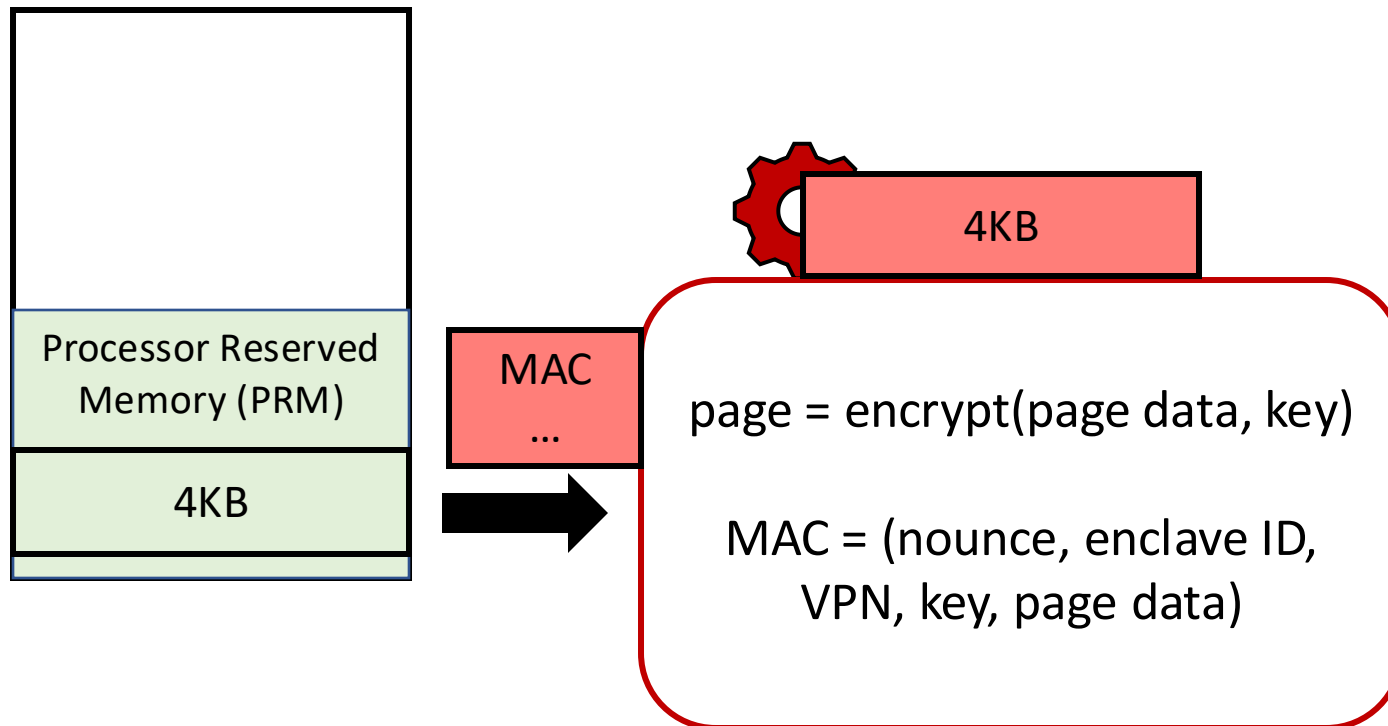 Processor Reserved
Memory (PRM)
4KB
MAC
...
4KB
page = encrypt(page data, key)
MAC = (nounce, enclave ID,
VPN, key, page data)